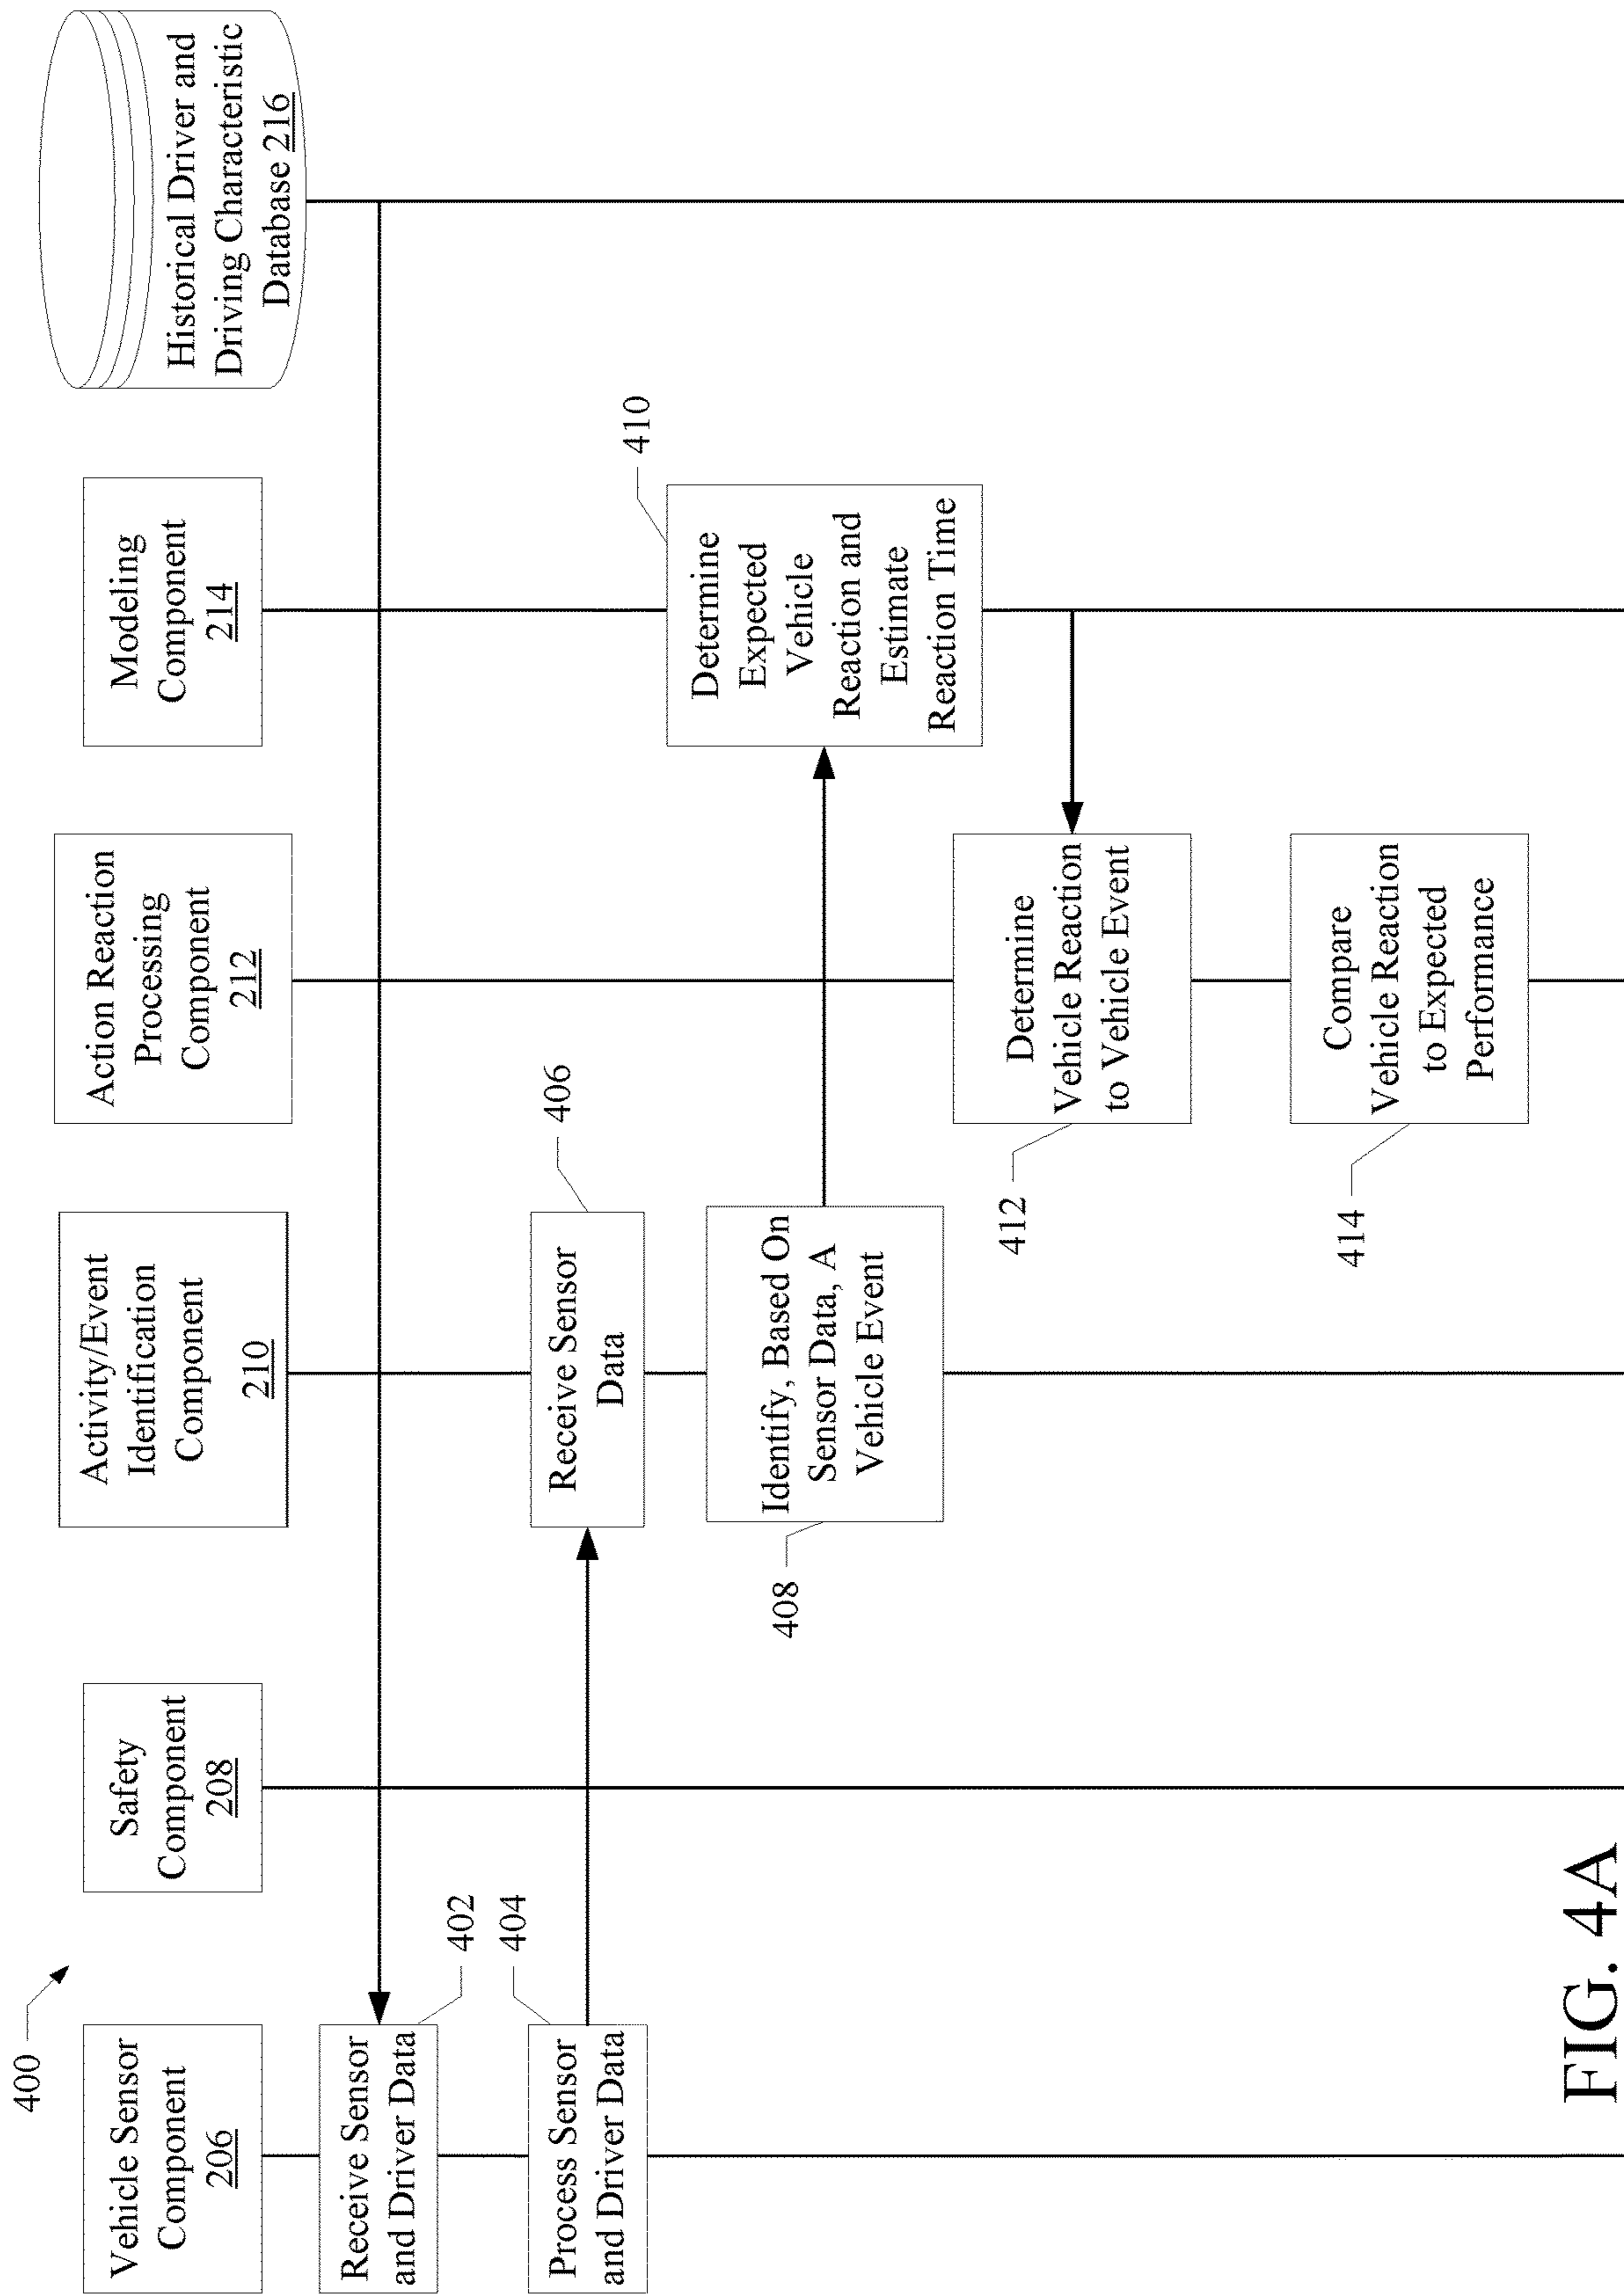 400
Vehicle Sensor
Component
206
Safety
Component
208
Activity/Event
Identification
Component
210
Action Reaction
Processing
Component
212
Modeling
Component
214
Historical Driver and
Driving Characteristic
Database 216
Receive Sensor
and Driver Data
402
Process Sensor
and Driver Data
404
Receive Sensor
Data
406
Identify, Based On
Sensor Data, A
Vehicle Event
408
Determine
Expected
Vehicle
Reaction and
Estimate
Reaction Time
410
Determine
Vehicle Reaction
to Vehicle Event
412
Compare
Vehicle Reaction
to Expected
Performance
414
FIG. 4A